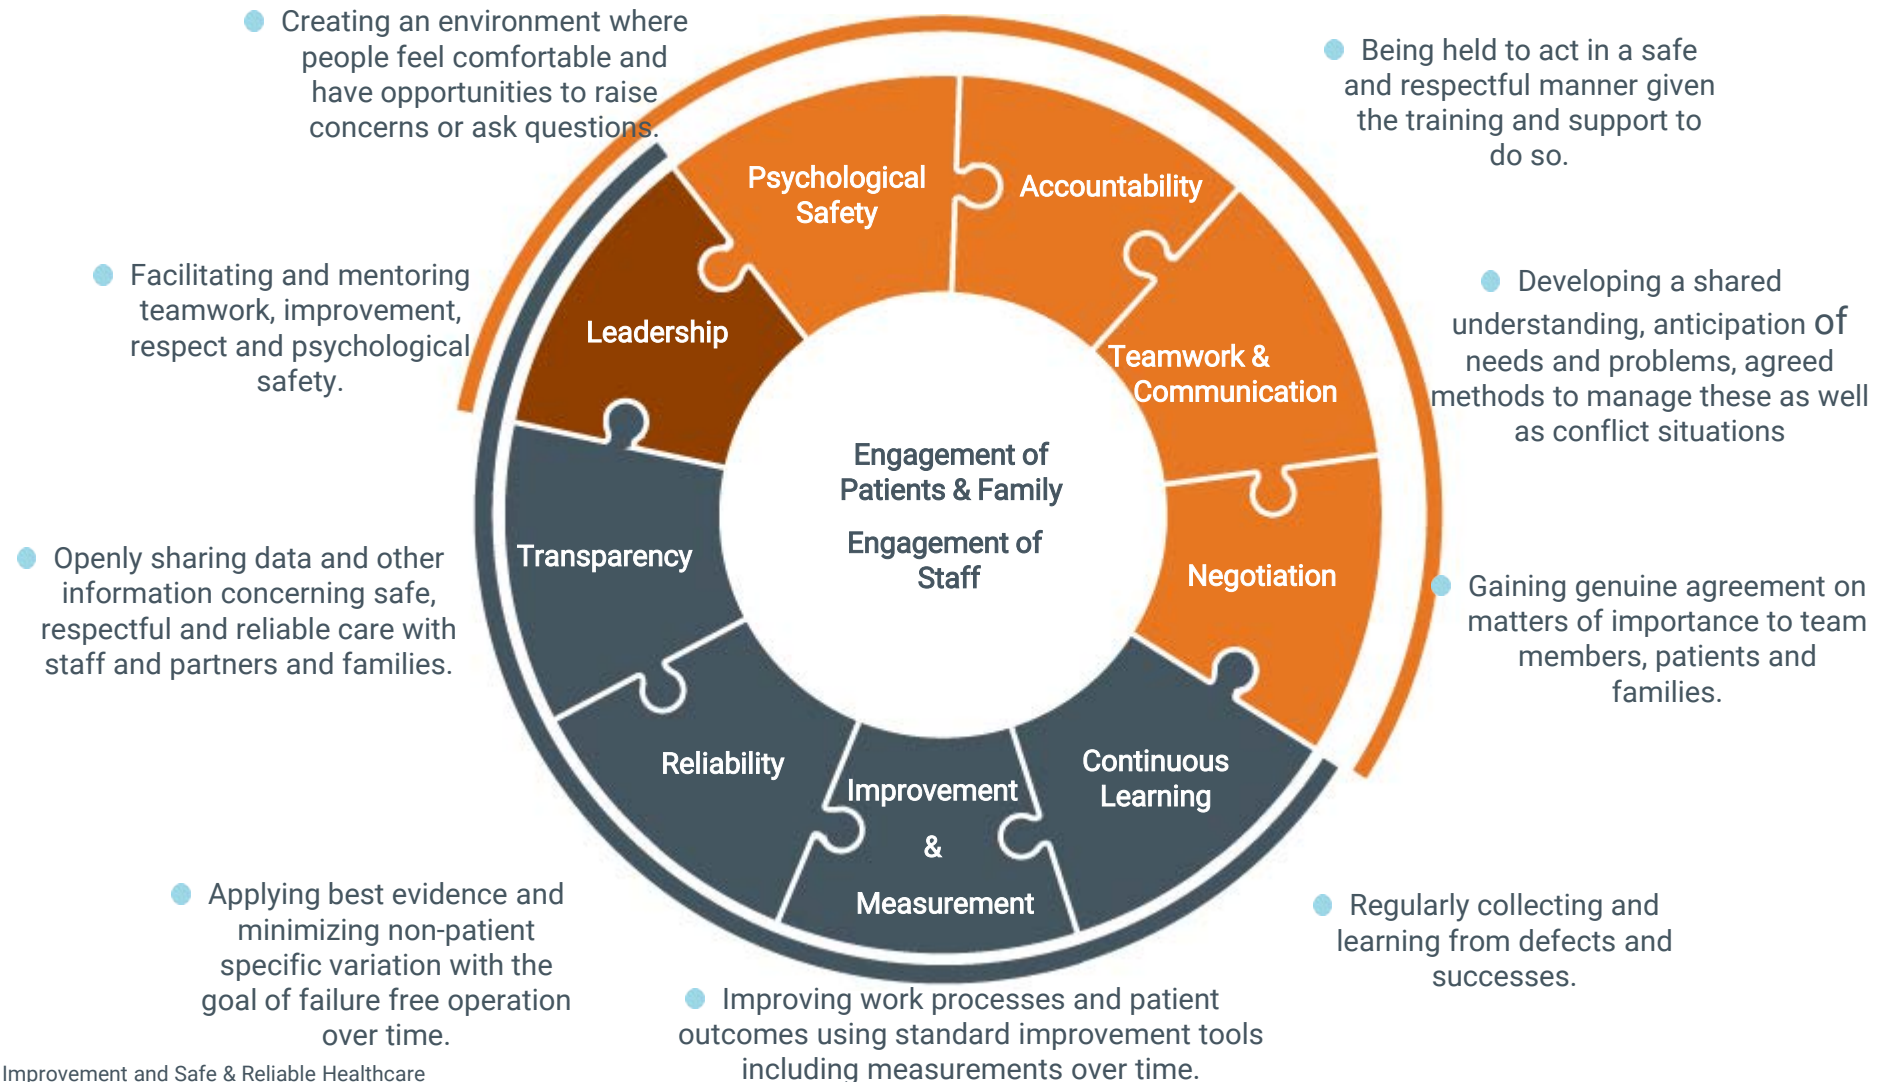 Creating an environment where
people feel comfortable and
have opportunities to raise
concerns or ask questions.
Being held to act in a safe
and respectful manner given
the training and support to
do so.
Psychological
Safety
Accountability
Facilitating and mentoring
teamwork, improvement,
respect and psychological
safety.
Leadership
Teamwork &
Communication
Developing a shared
understanding, anticipation of
needs and problems, agreed
methods to manage these as well
as conflict situations
Engagement of
Patients & Family
Engagement of
Staff
Transparency
Negotiation
Openly sharing data and other
information concerning safe,
respectful and reliable care with
staff and partners and families.
Gaining genuine agreement on
matters of importance to team
members, patients and
families.
Reliability
Improvement
&
Measurement
Continuous
Learning
Applying best evidence and
minimizing non-patient
specific variation with the
goal of failure free operation
over time.
Improving work processes and patient
outcomes using standard improvement tools
including measurements over time.
Regularly collecting and
learning from defects and
successes.
Improvement and Safe & Reliable Healthcare